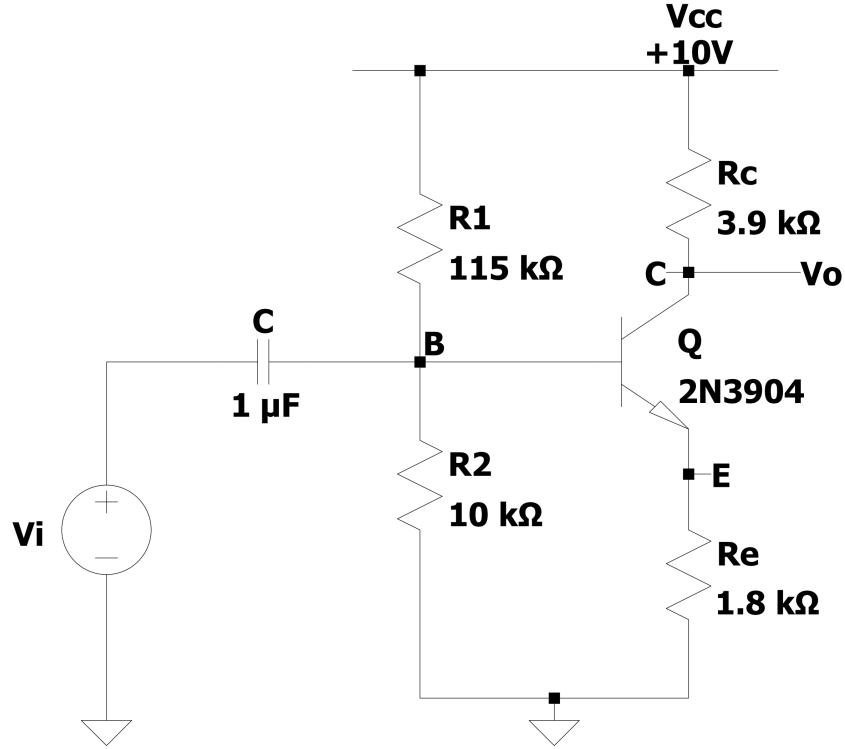 Vcc
+10V
Rc
3.9 kΩ
R1
115 kΩ
C
Vo
C
1 µF
B
Q
2N3904
R2
10 kΩ
E
Vi
+
−
Re
1.8 kΩ